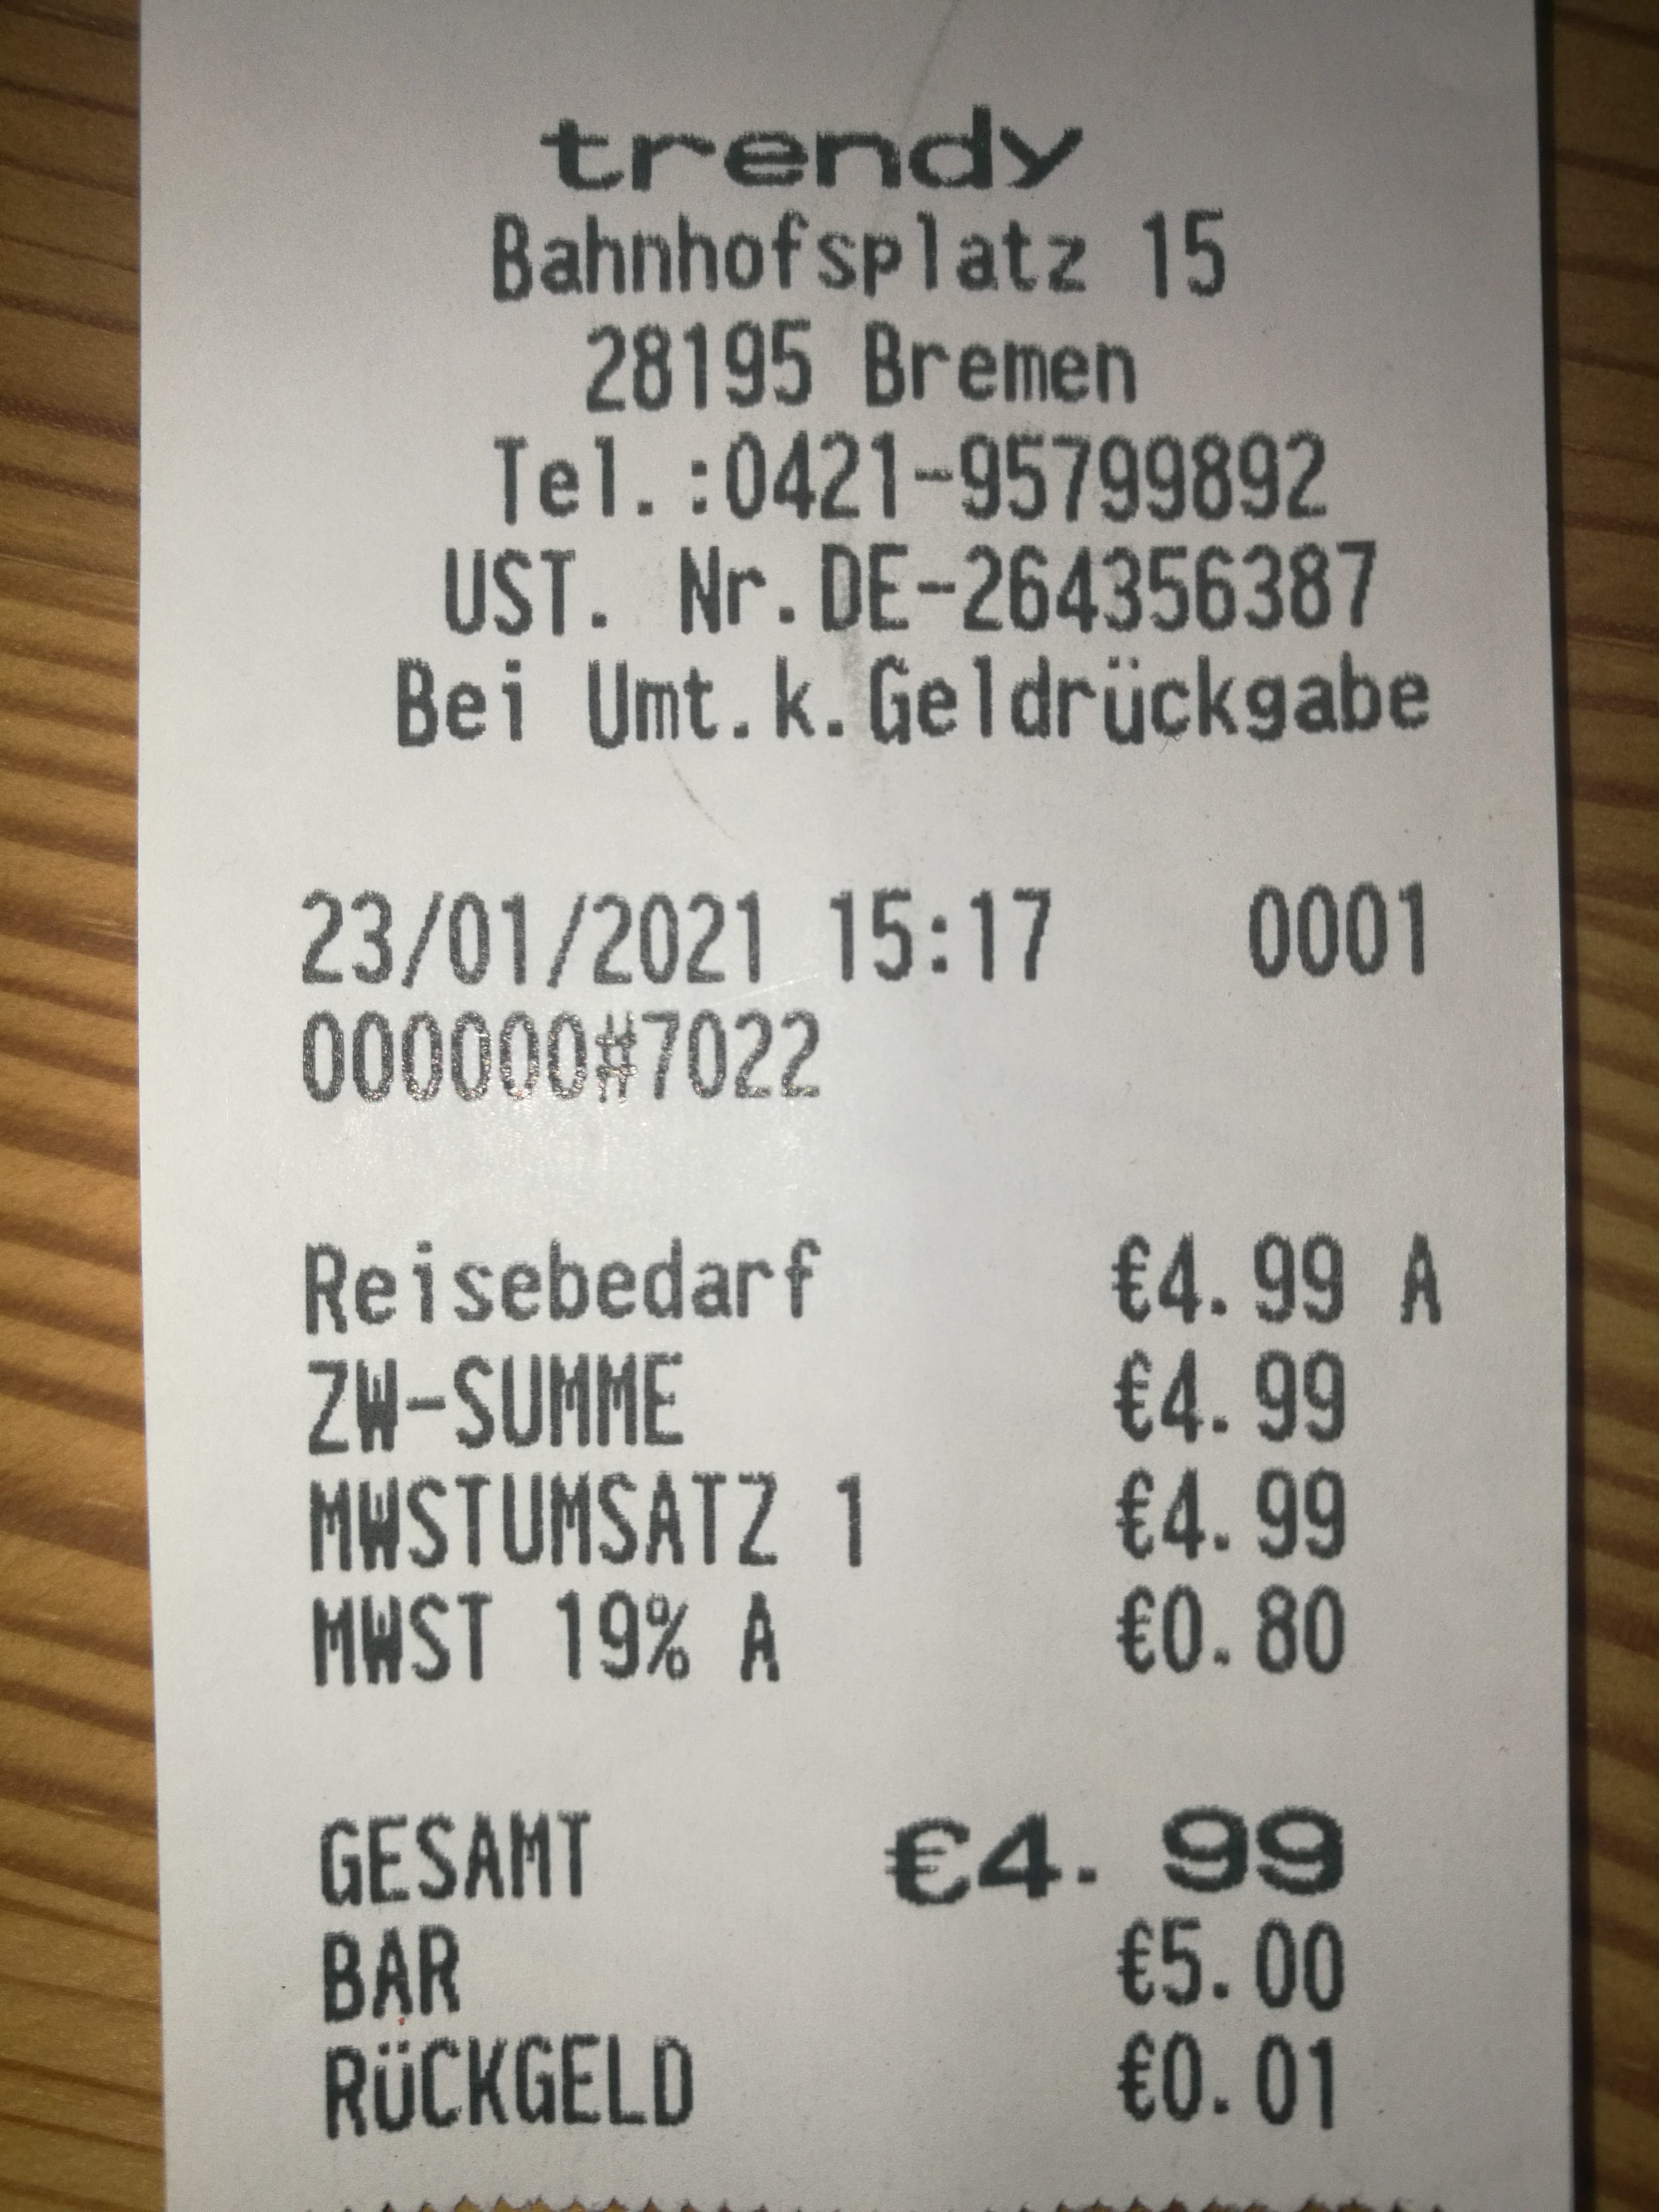 trendy
Bahnhofsplatz 15
28195 Bremen
Tel.:0421-95799892
UST. Nr.DE-264356387
Bei Umt.k.Geldrückgabe
23/01/2021 15:17 0001
000000#7022
Reisebedarf €4.99 A
ZW-SUMME €4.99
MWSTUMSATZ 1 €4.99
MWST 19% A €0.80
GESAMT €4.99
BAR €5.00
RüCKGELD €0.01